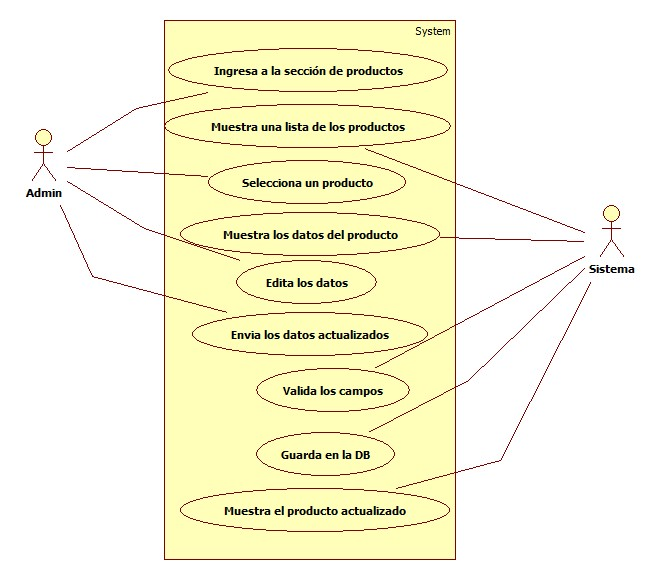 System
Ingresa a la sección de productos
Muestra una lista de los productos
Admin
Selecciona un producto
Muestra los datos del producto
Sistema
Edita los datos
Envia los datos actualizados
Valida los campos
Guarda en la DB
Muestra el producto actualizado